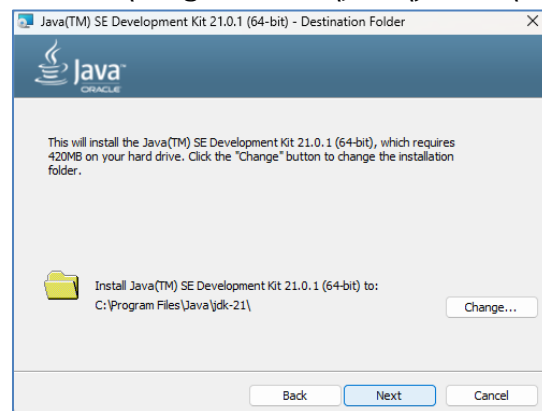 Java(TM) SE Development Kit 21.0.1 (64-bit) - Destination Folder
Java™
ORACLE
This will install the Java(TM) SE Development Kit 21.0.1 (64-bit), which requires
420MB on your hard drive. Click the "Change" button to change the installation
folder.
Install Java(TM) SE Development Kit 21.0.1 (64-bit) to:
C:\Program Files\Java\jdk-21\
Change...
Back Next Cancel